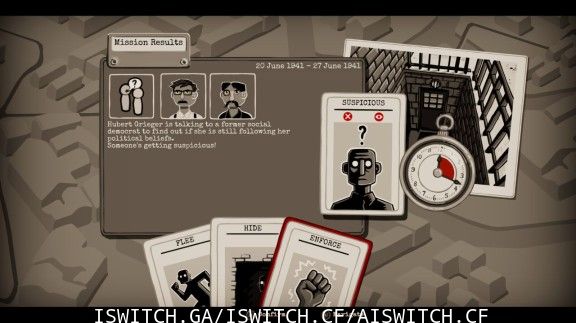 Mission Results
20 June 1941 - 27 June 1941
?
Hubert Grieger is talking to a former social
democrat to find out if she is still following her
political beliefs.
Someone's getting suspicious!
SUSPICIOUS
?
FLEE
HIDE
ENFORCE
ISWITCH.GA/ISWITCH.CF/AISWITCH.CF